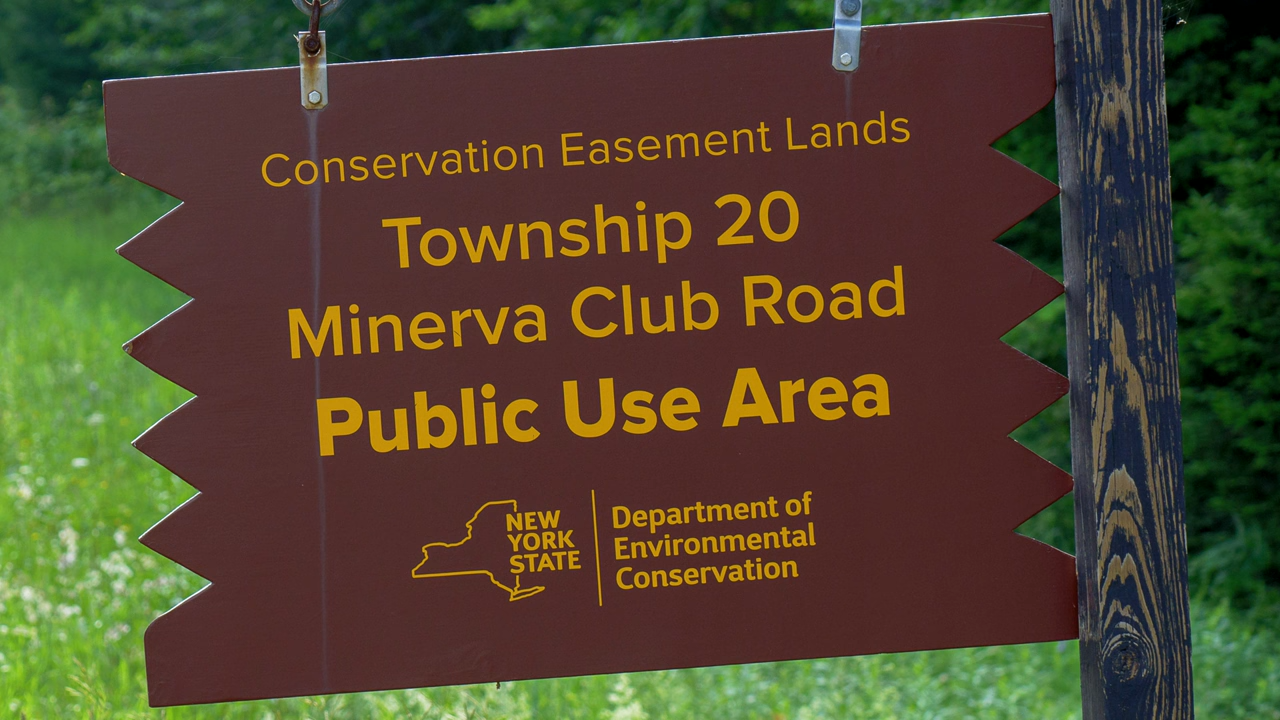 Conservation Easement Lands
Township 20
Minerva Club Road
Public Use Area
NEW
YORK
STATE
Department of
Environmental
Conservation